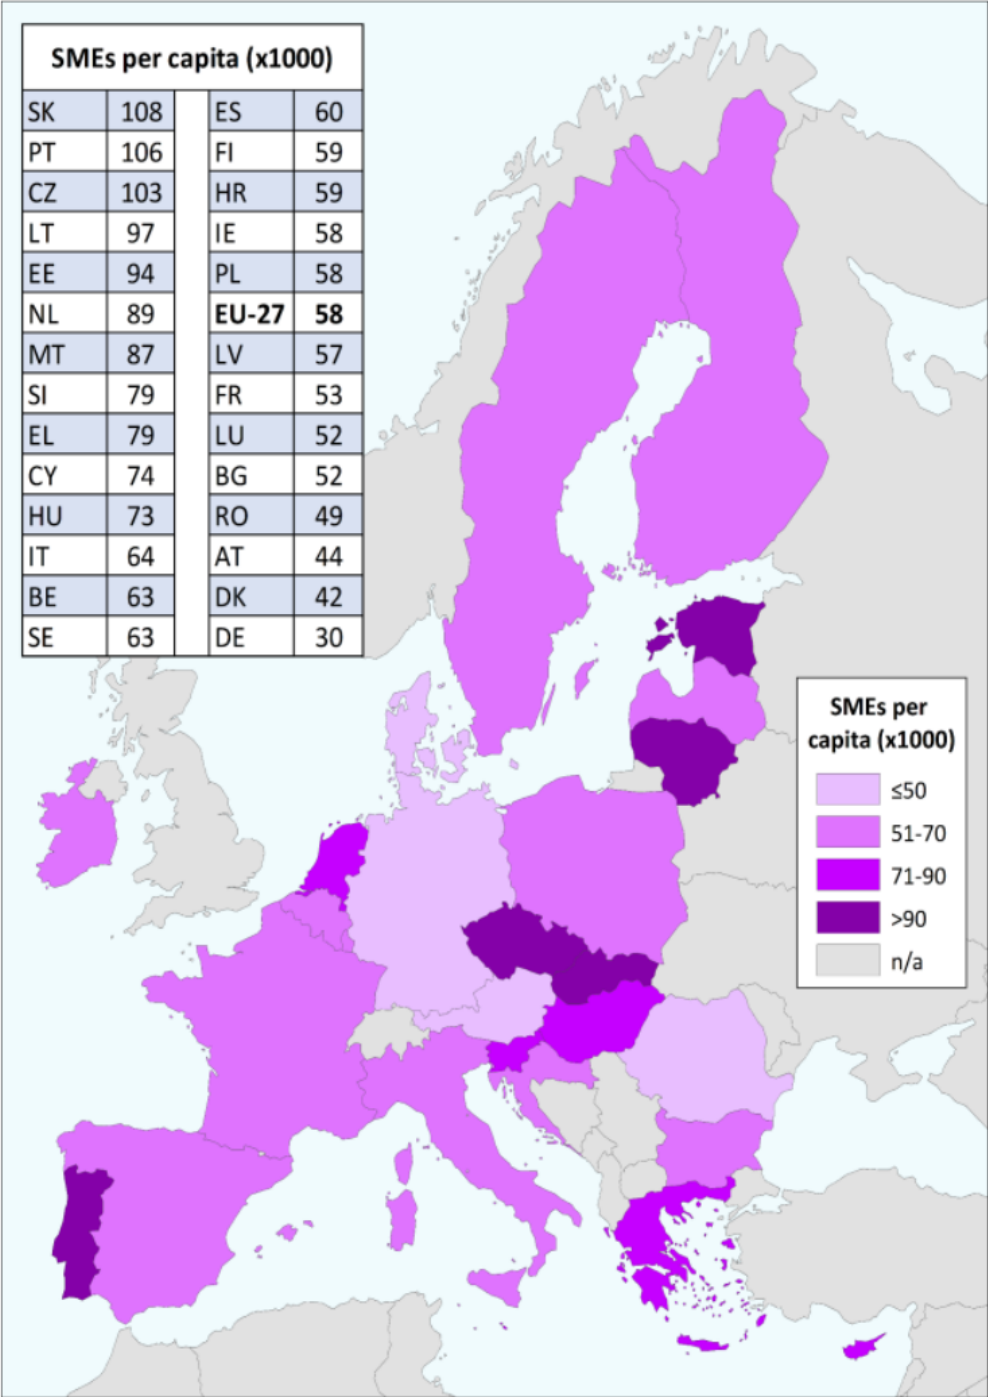 SMEs per capita (x1000)
SK 108 ES 60
PT 106 FI 59
CZ 103 HR 59
LT 97 IE 58
EE 94 PL 58
NL 89 EU-27 58
MT 87 LV 57
SI 79 FR 53
EL 79 LU 52
CY 74 BG 52
HU 73 RO 49
IT 64 AT 44
BE 63 DK 42
SE 63 DE 30
SMEs per
capita (x1000)
≤50
51-70
71-90
>90
n/a